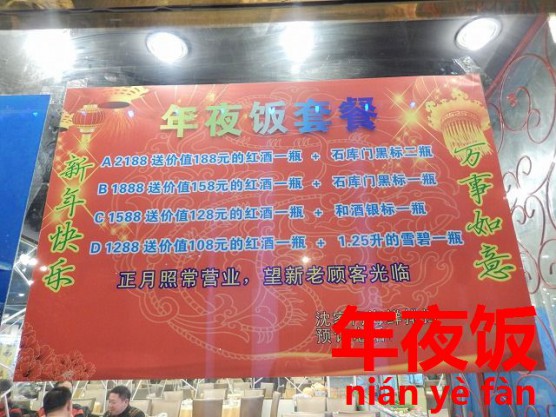 年夜饭套餐
新年快乐
A 2188 送价值188元的红酒一瓶 + 石库门黑标二瓶
B 1888 送价值158元的红酒一瓶 + 石库门黑标一瓶
C 1588 送价值128元的红酒一瓶 + 和酒银标一瓶
D 1288 送价值108元的红酒一瓶 + 1.25升的雪碧一瓶
万事如意
正月照常营业，望新老顾客光临
年夜饭
nián yè fàn